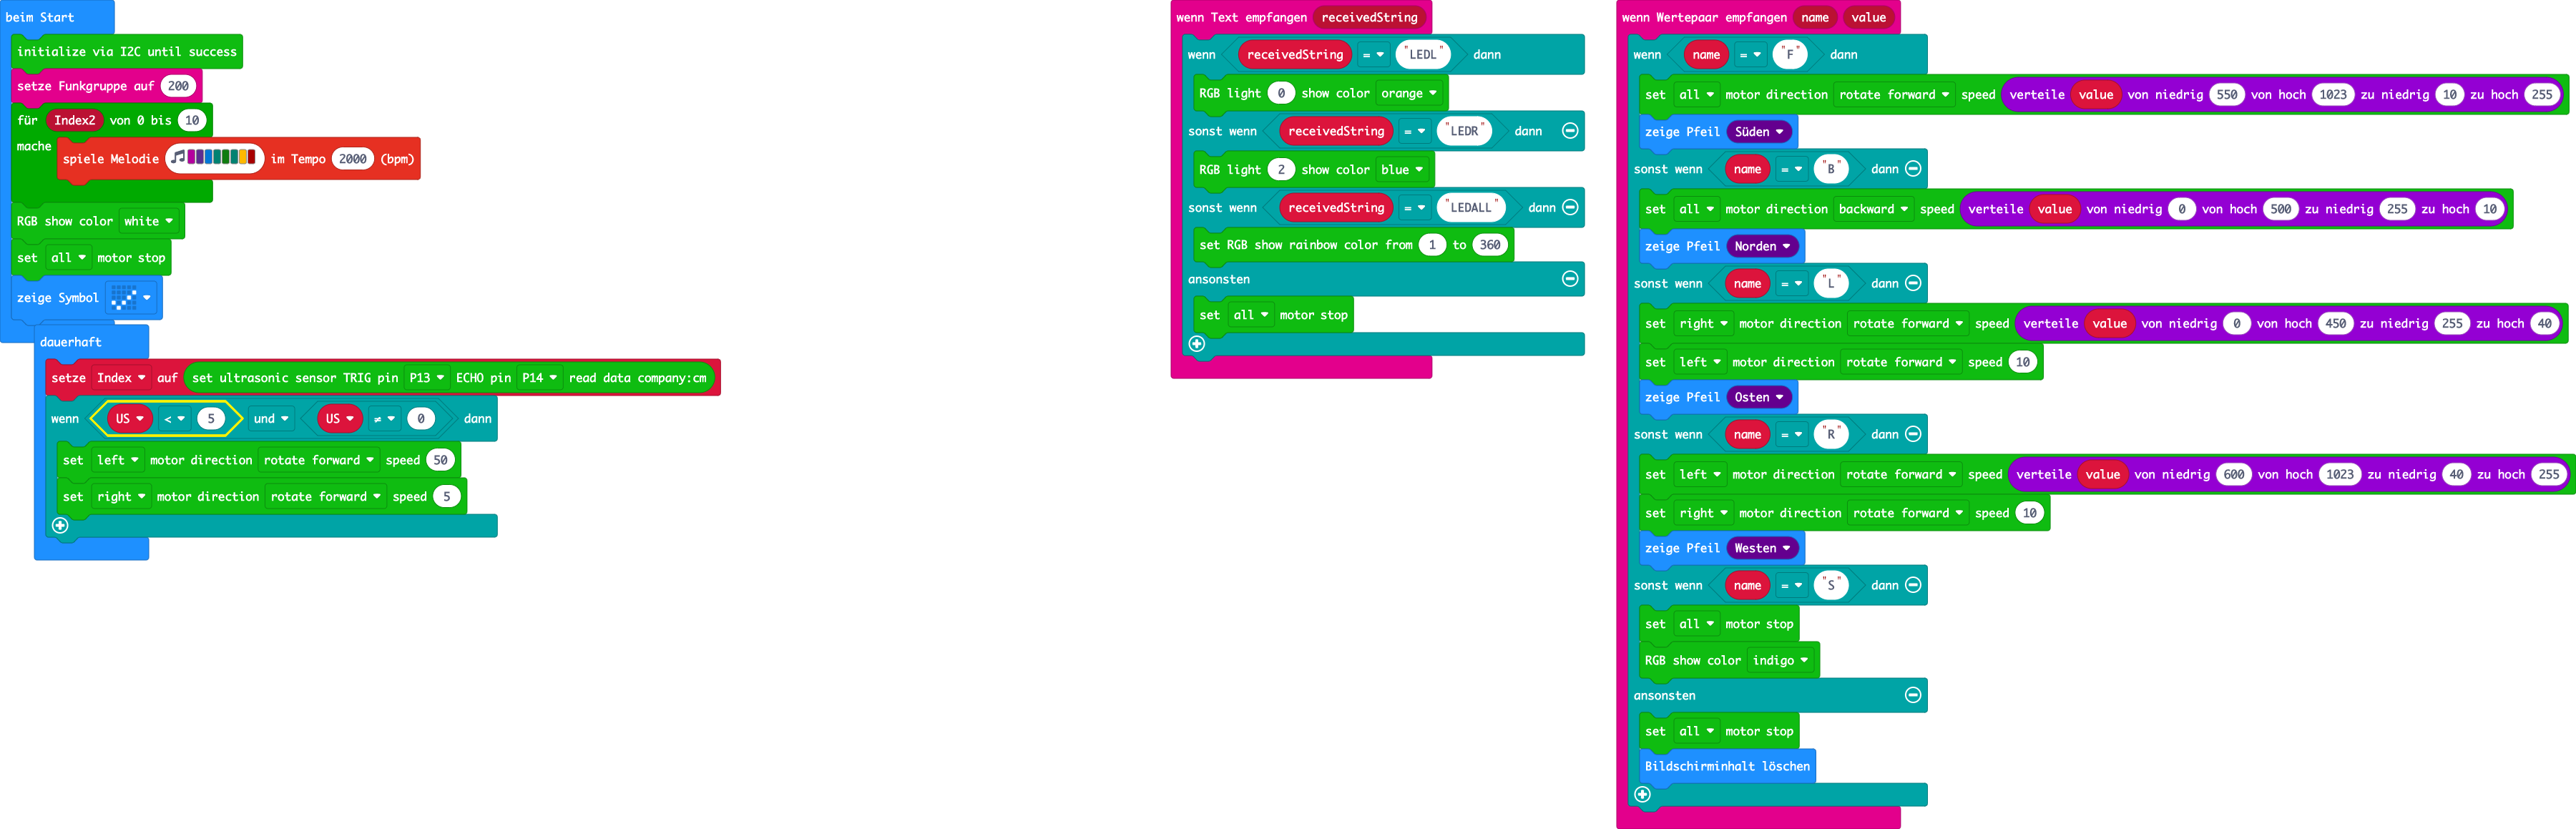 beim Start
initialize via I2C until success
setze Funkgruppe auf 200
für Index2 von 0 bis 10
mache
spiele Melodie im Tempo 2000 (bpm)
RGB show color white
set all motor stop
zeige Symbol
dauerhaft
setze Index auf set ultrasonic sensor TRIG pin P13 ECHO pin P14 read data company:cm
wenn US < 5 und US ≠ 0 dann
set left motor direction rotate forward speed 50
set right motor direction rotate forward speed 5
wenn Text empfangen receivedString
wenn receivedString = "LEDL" dann
RGB light 0 show color orange
sonst wenn receivedString = "LEDR" dann
RGB light 2 show color blue
sonst wenn receivedString = "LEDALL" dann
set RGB show rainbow color from 1 to 360
ansonsten
set all motor stop
wenn Wertepaar empfangen name value
wenn name = "F" dann
set all motor direction rotate forward speed verteile value von niedrig 550 von hoch 1023 zu niedrig 10 zu hoch 255
zeige Pfeil Süden
sonst wenn name = "B" dann
set all motor direction backward speed verteile value von niedrig 0 von hoch 500 zu niedrig 255 zu hoch 10
zeige Pfeil Norden
sonst wenn name = "L" dann
set right motor direction rotate forward speed verteile value von niedrig 0 von hoch 450 zu niedrig 255 zu hoch 40
set left motor direction rotate forward speed 10
zeige Pfeil Osten
sonst wenn name = "R" dann
set left motor direction rotate forward speed verteile value von niedrig 600 von hoch 1023 zu niedrig 40 zu hoch 255
set right motor direction rotate forward speed 10
zeige Pfeil Westen
sonst wenn name = "S" dann
set all motor stop
RGB show color indigo
ansonsten
set all motor stop
Bildschirminhalt löschen